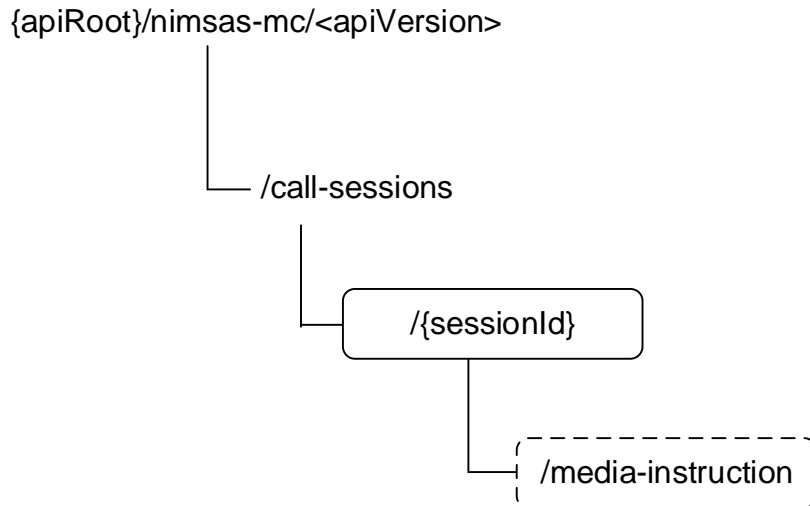 {apiRoot}/nimsas-mc/<apiVersion>
/call-sessions
/{sessionId}
/media-instruction